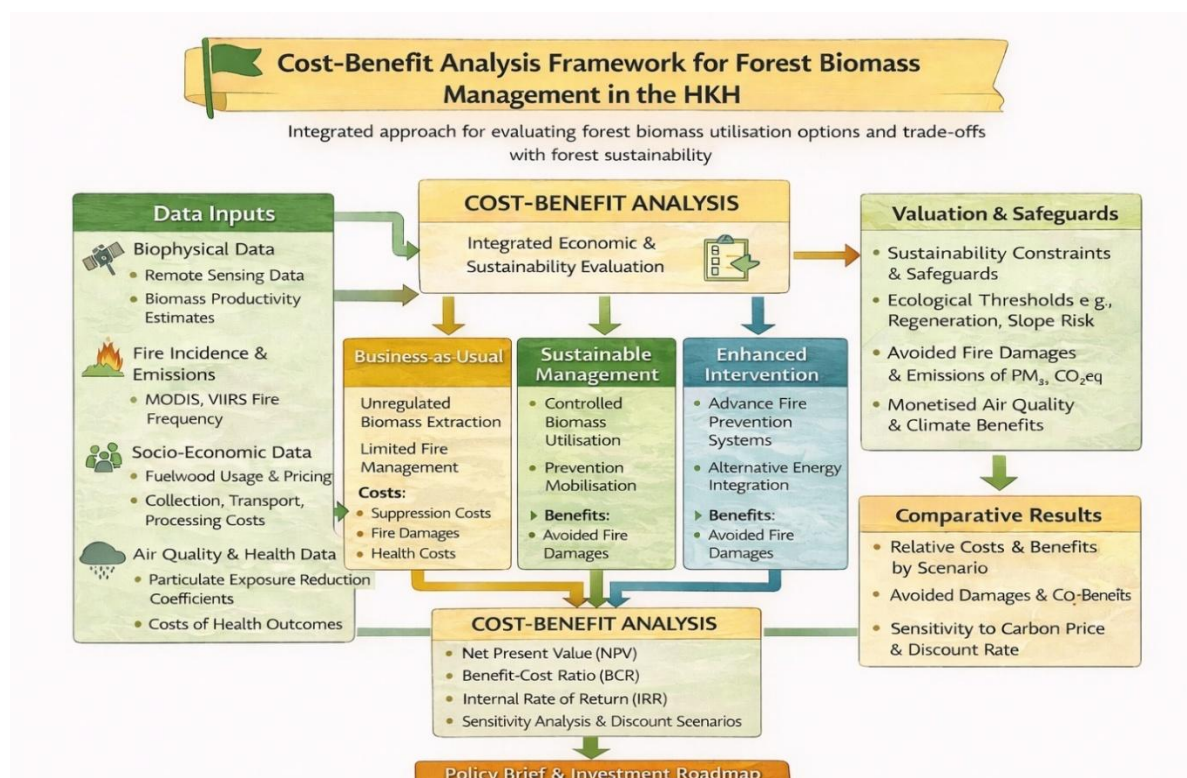 Cost-Benefit Analysis Framework for Forest Biomass
Management in the HKH
Integrated approach for evaluating forest biomass utilisation options and trade-offs
with forest sustainability
Data Inputs
Biophysical Data
• Remote Sensing Data
• Biomass Productivity
Estimates
Fire Incidence &
Emissions
• MODIS, VIIRS Fire
Frequency
Socio-Economic Data
• Fuelwood Usage & Pricing
• Collection, Transport,
Processing Costs
Air Quality & Health Data
• Particulate Exposure Reduction
Coefficients
• Costs of Health Outcomes
COST-BENEFIT ANALYSIS
Integrated Economic &
Sustainability Evaluation
Business-as-Usual
Unregulated
Biomass Extraction
Limited Fire
Management
Costs:
• Suppression Costs
• Fire Damages
• Health Costs
Sustainable
Management
• Controlled
Biomass
Utilisation
• Prevention
Mobilisation
Benefits:
• Avoided Fire
Damages
Enhanced
Intervention
• Advance Fire
Prevention
Systems
• Alternative Energy
Integration
Benefits:
• Avoided Fire
Damages
Valuation & Safeguards
• Sustainability Constraints
& Safeguards
• Ecological Thresholds e g.,
Regeneration, Slope Risk
• Avoided Fire Damages
& Emissions of PM₃, CO₂eq
• Monetised Air Quality
& Climate Benefits
Comparative Results
• Relative Costs & Benefits
by Scenario
• Avoided Damages & Co-Benefits
• Sensitivity to Carbon Price
& Discount Rate
COST-BENEFIT ANALYSIS
• Net Present Value (NPV)
• Benefit-Cost Ratio (BCR)
• Internal Rate of Return (IRR)
• Sensitivity Analysis & Discount Scenarios
Policy Brief & Investment Roadmap